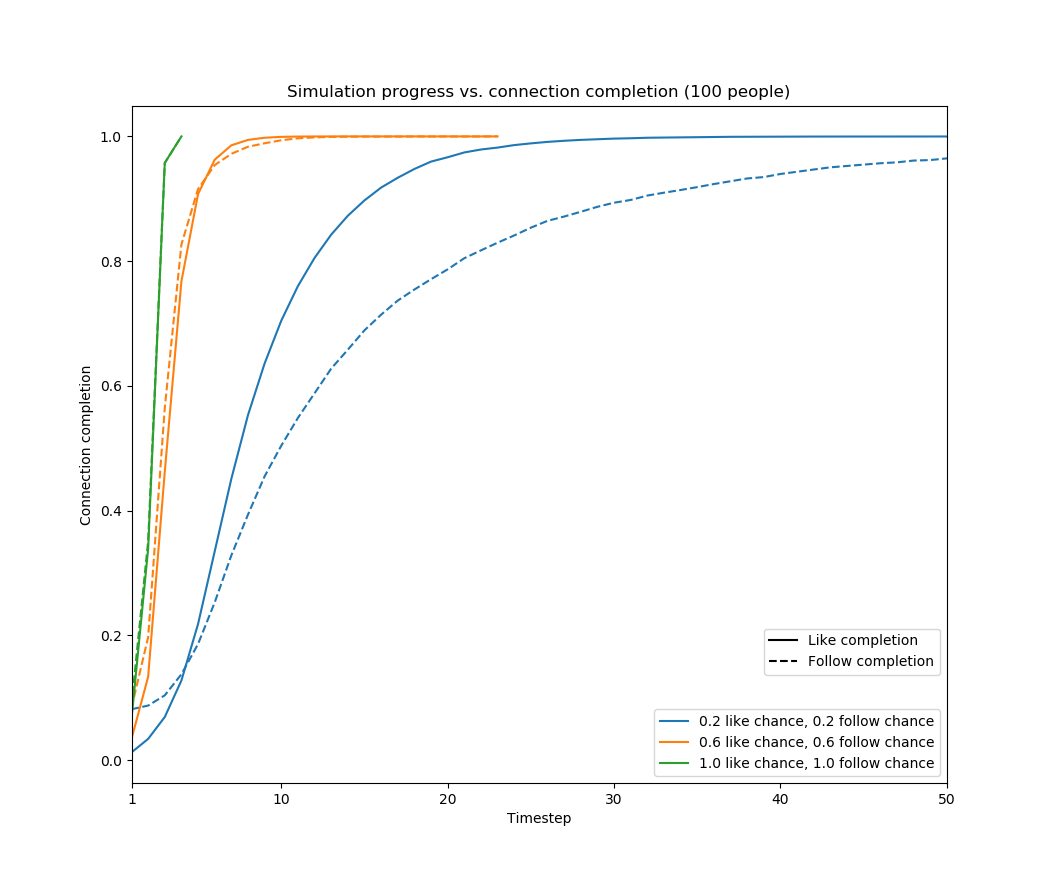 Simulation progress vs. connection completion (100 people)
1.0
0.8
0.6
0.4
0.2
0.0
Connection completion
Like completion
Follow completion
0.2 like chance, 0.2 follow chance
0.6 like chance, 0.6 follow chance
1.0 like chance, 1.0 follow chance
1 10 20 30 40 50
Timestep